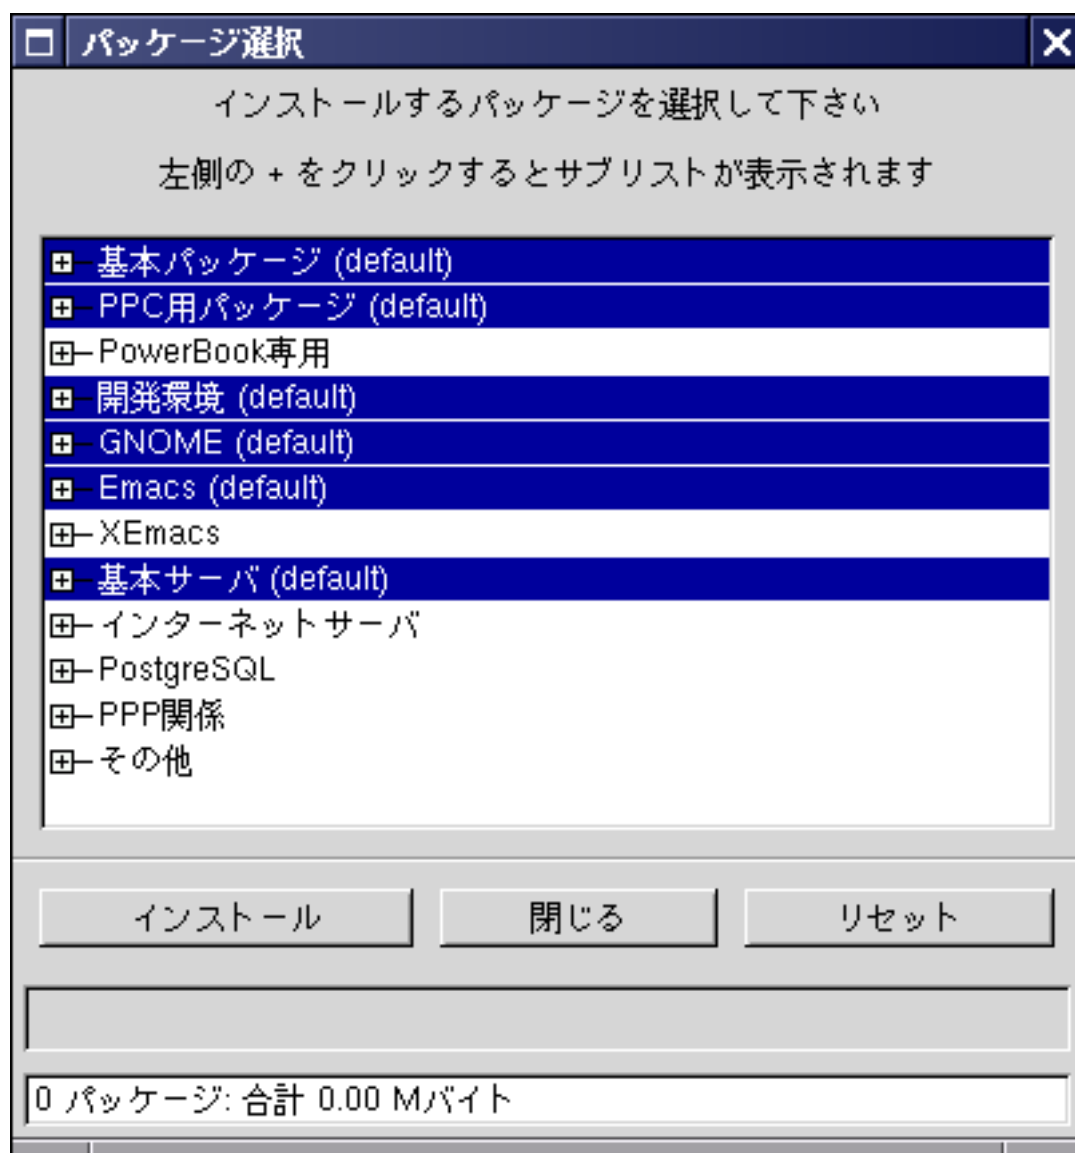 パッケージ選択
インストールするパッケージを選択して下さい
左側の + をクリックするとサブリストが表示されます
基本パッケージ (default)
PPC用パッケージ (default)
PowerBook専用
開発環境 (default)
GNOME (default)
Emacs (default)
XEmacs
基本サーバ (default)
インターネットサーバ
PostgreSQL
PPP関係
その他
インストール 閉じる リセット
0 パッケージ: 合計 0.00 Mバイト